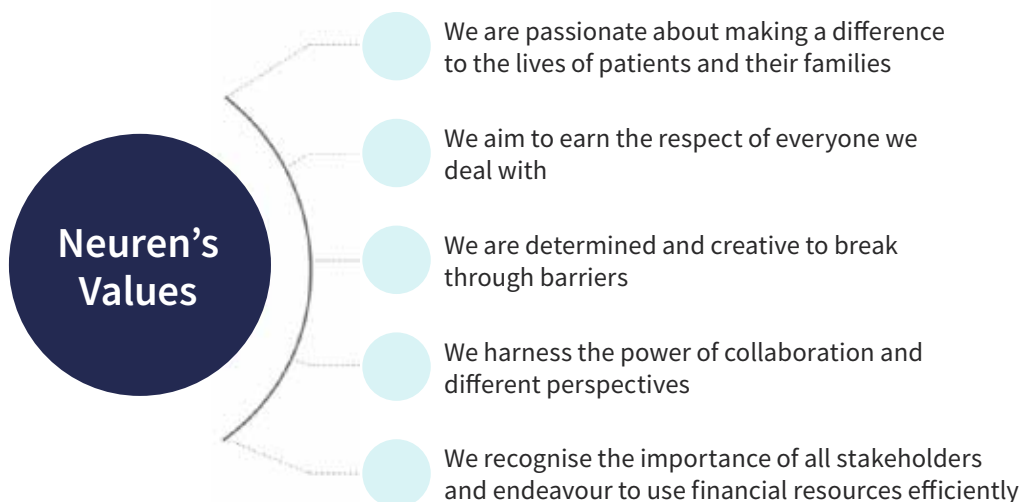 Neuren’s
Values
We are passionate about making a difference
to the lives of patients and their families
We aim to earn the respect of everyone we
deal with
We are determined and creative to break
through barriers
We harness the power of collaboration and
different perspectives
We recognise the importance of all stakeholders
and endeavour to use financial resources efficiently